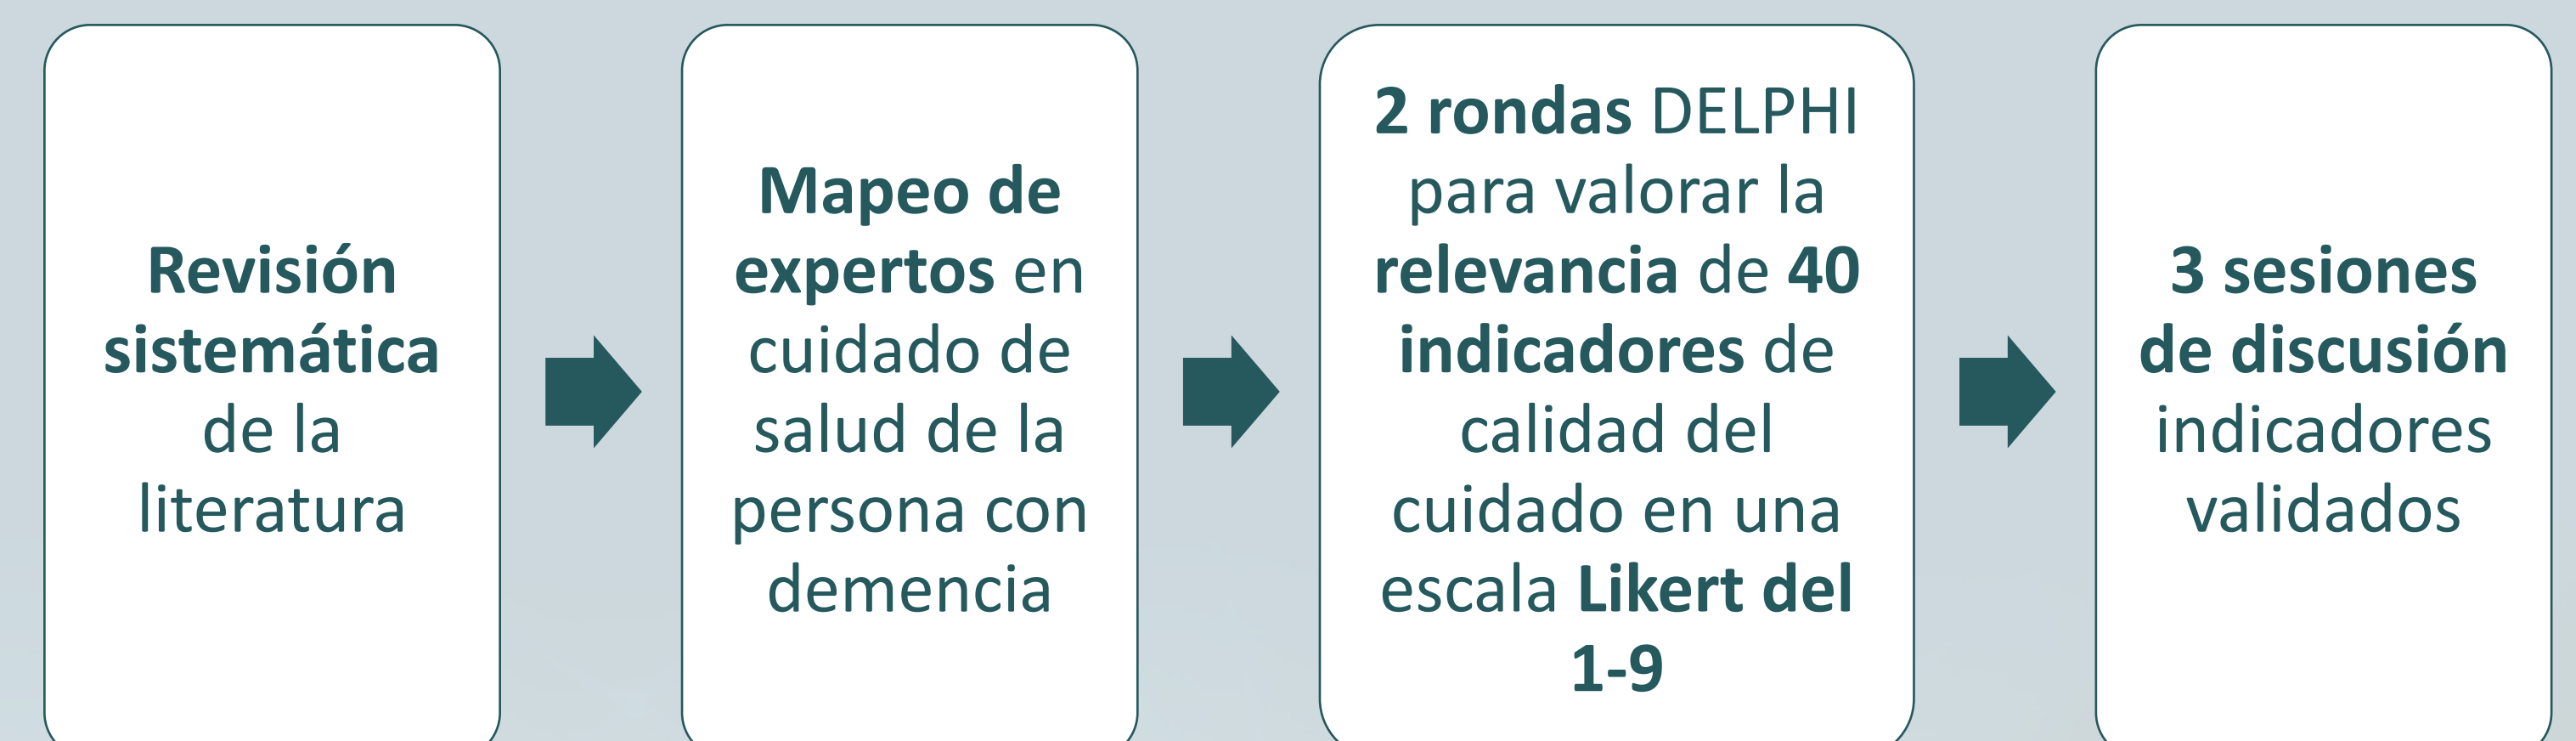 Revisión
sistemática
de la
literatura
Mapeo de
expertos en
cuidado de
salud de la
persona con
demencia
2 rondas DELPHI
para valorar la
relevancia de 40
indicadores de
calidad del
cuidado en una
escala Likert del
1-9
3 sesiones
de discusión
indicadores
validados